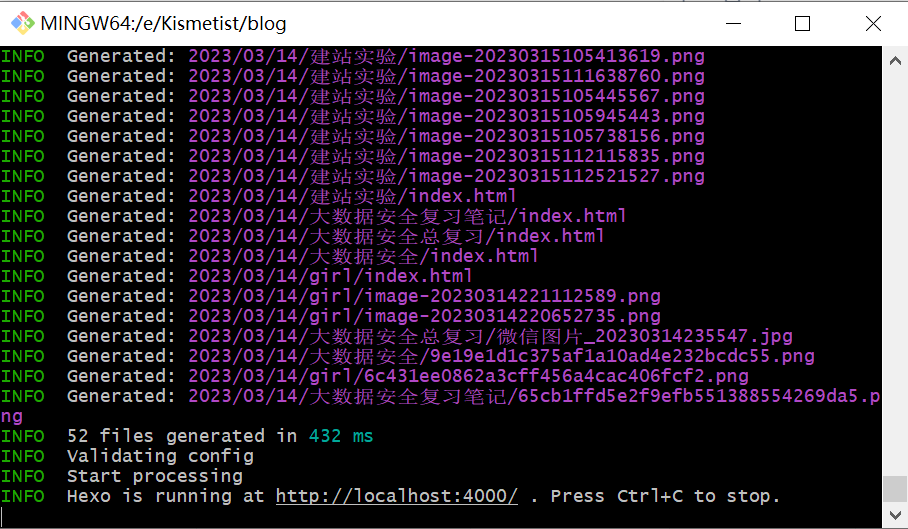 MINGW64:/e/Kismetist/blog
INFO  Generated: 2023/03/14/建站实验/image-20230315105413619.png
INFO  Generated: 2023/03/14/建站实验/image-20230315111638760.png
INFO  Generated: 2023/03/14/建站实验/image-20230315105445567.png
INFO  Generated: 2023/03/14/建站实验/image-20230315105945443.png
INFO  Generated: 2023/03/14/建站实验/image-20230315105738156.png
INFO  Generated: 2023/03/14/建站实验/image-20230315112115835.png
INFO  Generated: 2023/03/14/建站实验/image-20230315112521527.png
INFO  Generated: 2023/03/14/建站实验/index.html
INFO  Generated: 2023/03/14/大数据安全复习笔记/index.html
INFO  Generated: 2023/03/14/大数据安全总复习/index.html
INFO  Generated: 2023/03/14/大数据安全/index.html
INFO  Generated: 2023/03/14/girl/index.html
INFO  Generated: 2023/03/14/girl/image-20230314221112589.png
INFO  Generated: 2023/03/14/girl/image-20230314220652735.png
INFO  Generated: 2023/03/14/大数据安全总复习/微信图片_20230314235547.jpg
INFO  Generated: 2023/03/14/大数据安全/9e19e1d1c375af1a10ad4e232bcdc55.png
INFO  Generated: 2023/03/14/girl/6c431ee0862a3cff456a4cac406fcf2.png
INFO  Generated: 2023/03/14/大数据安全复习笔记/65cb1ffd5e2f9efb551388554269da5.p
ng
INFO  52 files generated in 432 ms
INFO  Validating config
INFO  Start processing
INFO  Hexo is running at http://localhost:4000/ . Press Ctrl+C to stop.